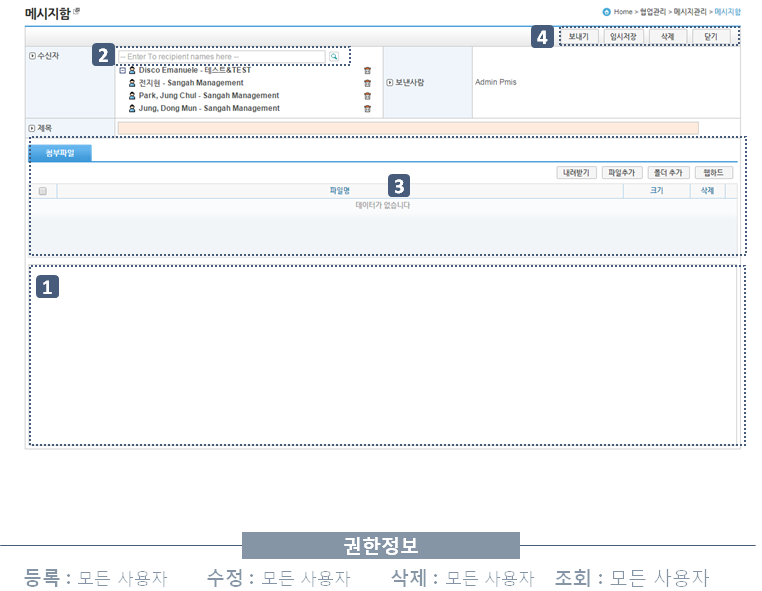 메시지함
Home > 협업관리 > 메시지관리 > 메시지함
4 보내기 임시저장 삭제 닫기
수신자 2 -- Enter To recipient names here --
Disco Emanuele - 테스트&TEST
전지현 - Sangah Management
Park, Jung Chul - Sangah Management
Jung, Dong Mun - Sangah Management
보낸사람 Admin Pmis
제목
첨부파일
내려받기 파일추가 폴더 추가 웹하드
3
파일명 크기 삭제
데이터가 없습니다
1
권한정보
등록 : 모든 사용자 수정 : 모든 사용자 삭제 : 모든 사용자 조회 : 모든 사용자